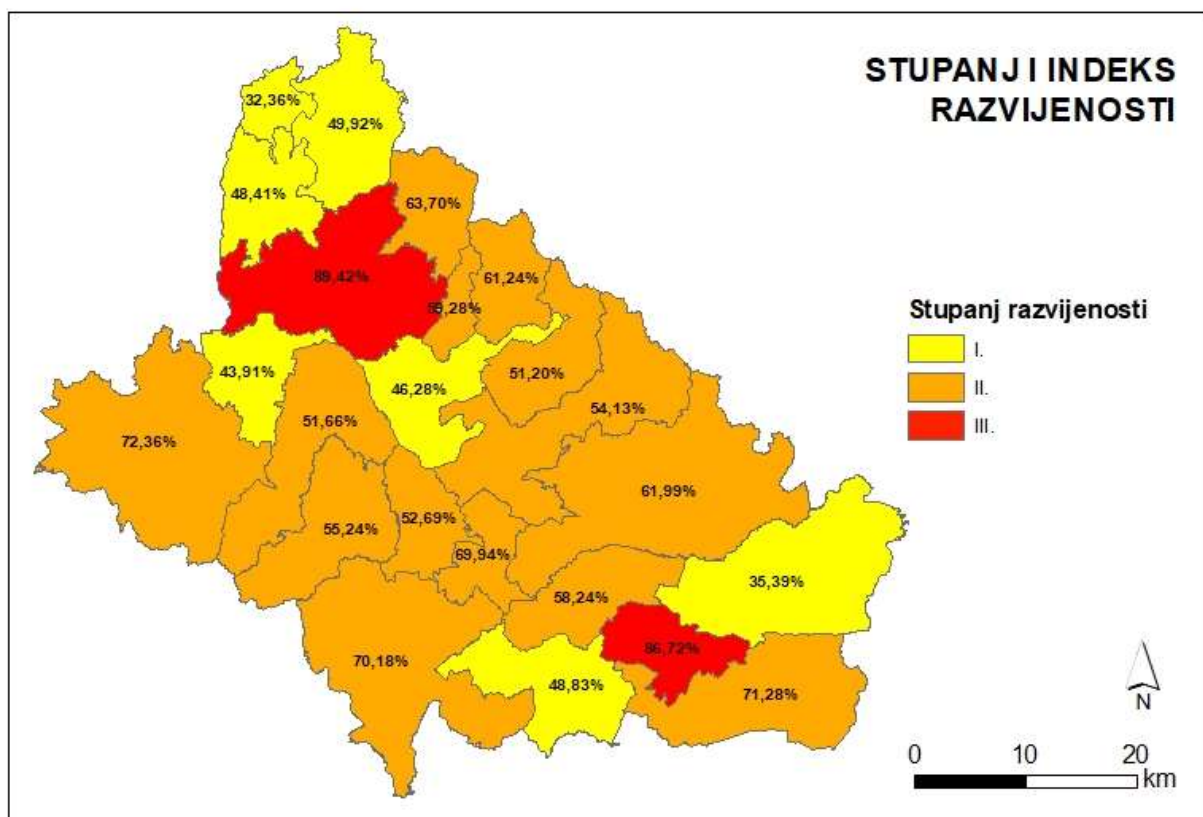 STUPANJ I INDEKS
RAZVIJENOSTI
32,36%
49,92%
48,41%
63,70%
89,42%
61,24%
59,28%
43,91%
46,28%
51,20%
54,13%
51,66%
72,36%
61,99%
52,69%
55,24%
69,94%
35,39%
58,24%
86,72%
70,18%
48,83%
71,28%
Stupanj razvijenosti
I.
II.
III.
N
0 10 20
km